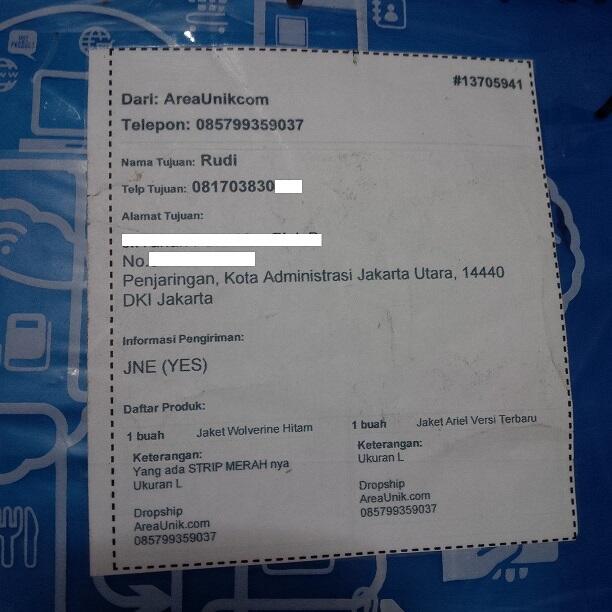 #13705941
Dari: AreaUnikcom
Telepon: 085799359037
Nama Tujuan: Rudi
Telp Tujuan: 081703830
Alamat Tujuan:
No.
Penjaringan, Kota Administrasi Jakarta Utara, 14440
DKI Jakarta
Informasi Pengiriman:
JNE (YES)
Daftar Produk:
1 buah Jaket Wolverine Hitam
Keterangan:
Yang ada STRIP MERAH nya
Ukuran L
Dropship
AreaUnik.com
085799359037
1 buah Jaket Ariel Versi Terbaru
Keterangan:
Ukuran L
Dropship
AreaUnik.com
085799359037